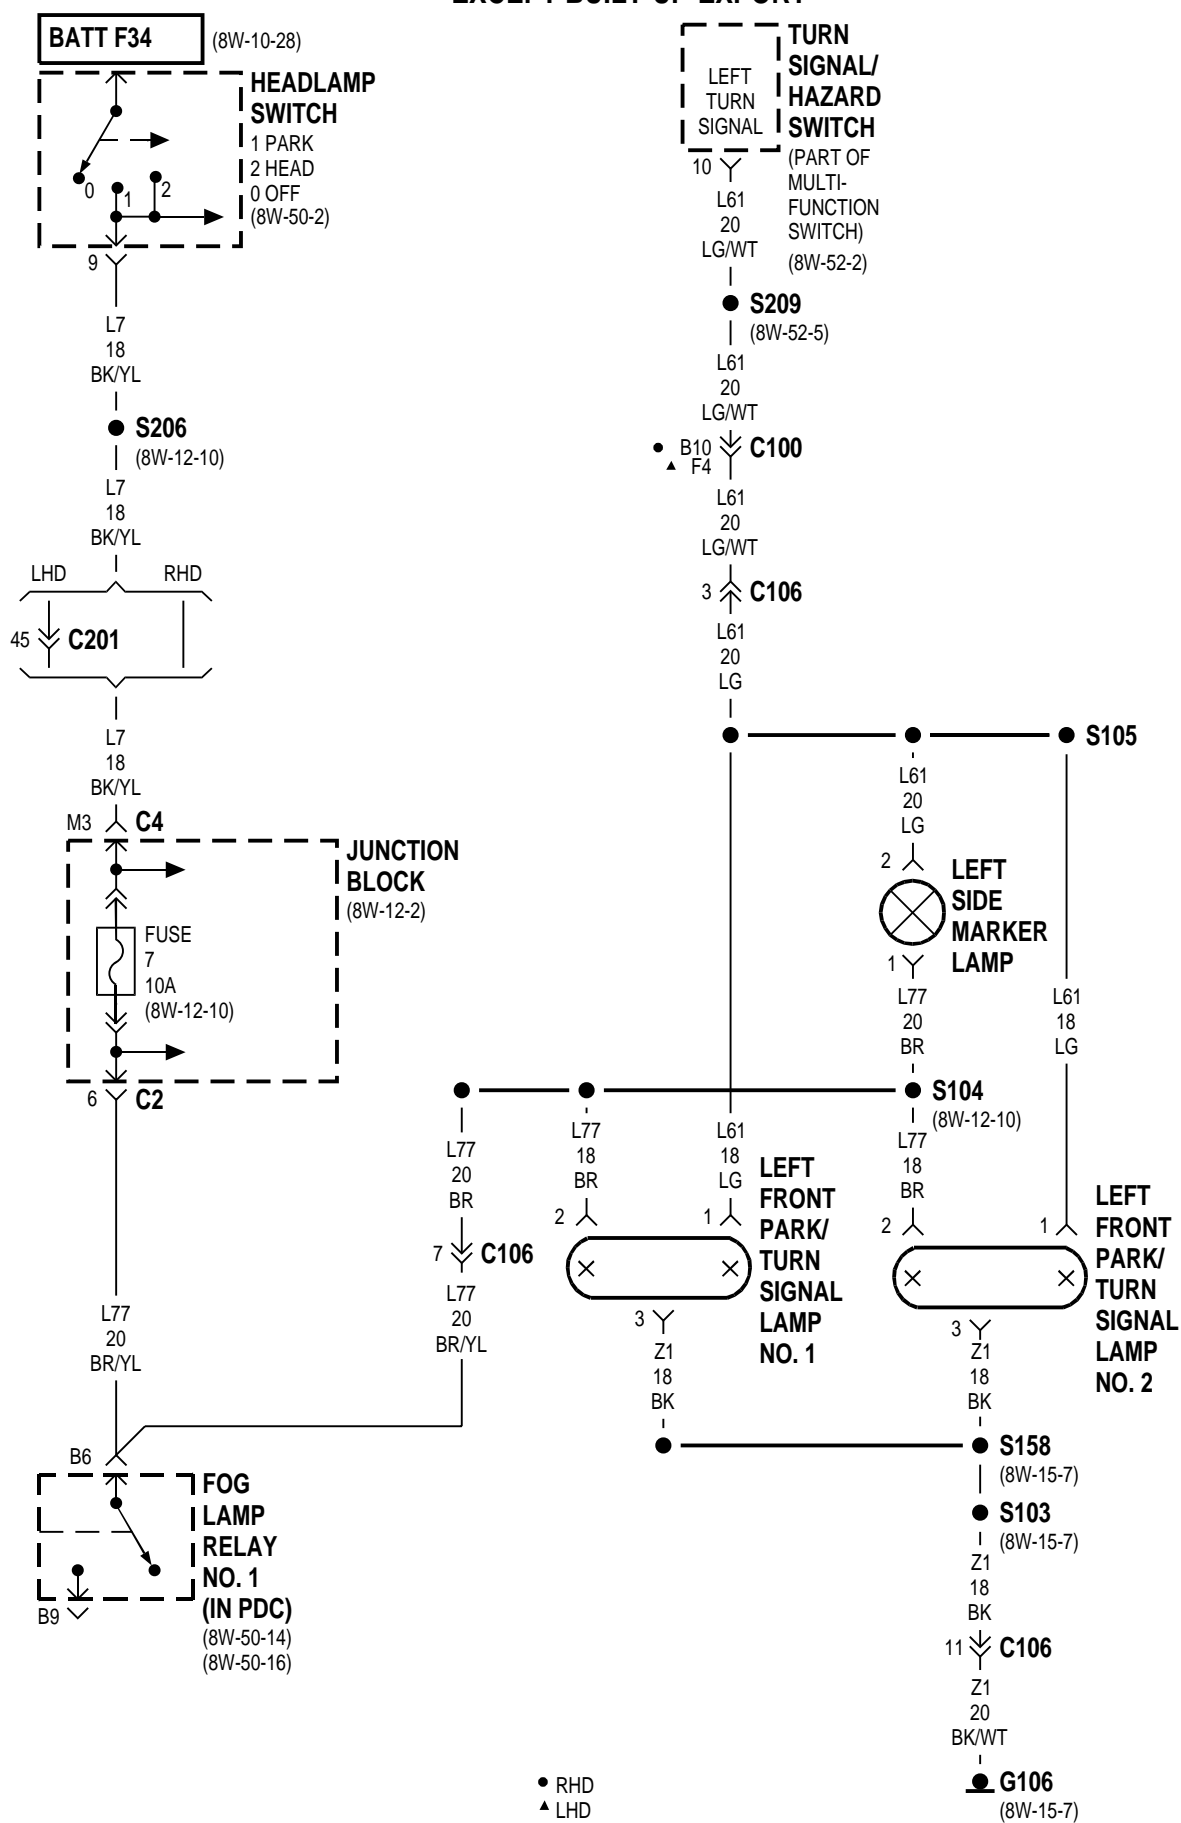 BATT F34
(8W-10-28)
HEADLAMP
SWITCH
1 PARK
2 HEAD
0 OFF
(8W-50-2)
0
1
2
9
L7
18
BK/YL
S206
(8W-12-10)
L7
18
BK/YL
LHD
RHD
45
C201
L7
18
BK/YL
M3
C4
JUNCTION
BLOCK
(8W-12-2)
FUSE
7
10A
(8W-12-10)
6
C2
L77
20
BR/YL
B6
FOG
LAMP
RELAY
NO. 1
(IN PDC)
(8W-50-14)
(8W-50-16)
B9
LEFT
TURN
SIGNAL
TURN
SIGNAL/
HAZARD
SWITCH
(PART OF
MULTI-
FUNCTION
SWITCH)
(8W-52-2)
10
L61
20
LG/WT
S209
(8W-52-5)
L61
20
LG/WT
B10
F4
C100
L61
20
LG/WT
3
C106
L61
20
LG
S105
L61
20
LG
2
LEFT
SIDE
MARKER
LAMP
1
L77
20
BR
L61
18
LG
S104
(8W-12-10)
L77
20
BR
7
C106
L77
20
BR/YL
L77
18
BR
2
L61
18
LG
1
LEFT
FRONT
PARK/
TURN
SIGNAL
LAMP
NO. 1
3
Z1
18
BK
L77
18
BR
2
1
LEFT
FRONT
PARK/
TURN
SIGNAL
LAMP
NO. 2
3
Z1
18
BK
S158
(8W-15-7)
S103
(8W-15-7)
Z1
18
BK
11
C106
Z1
20
BK/WT
G106
(8W-15-7)
● RHD
▲ LHD